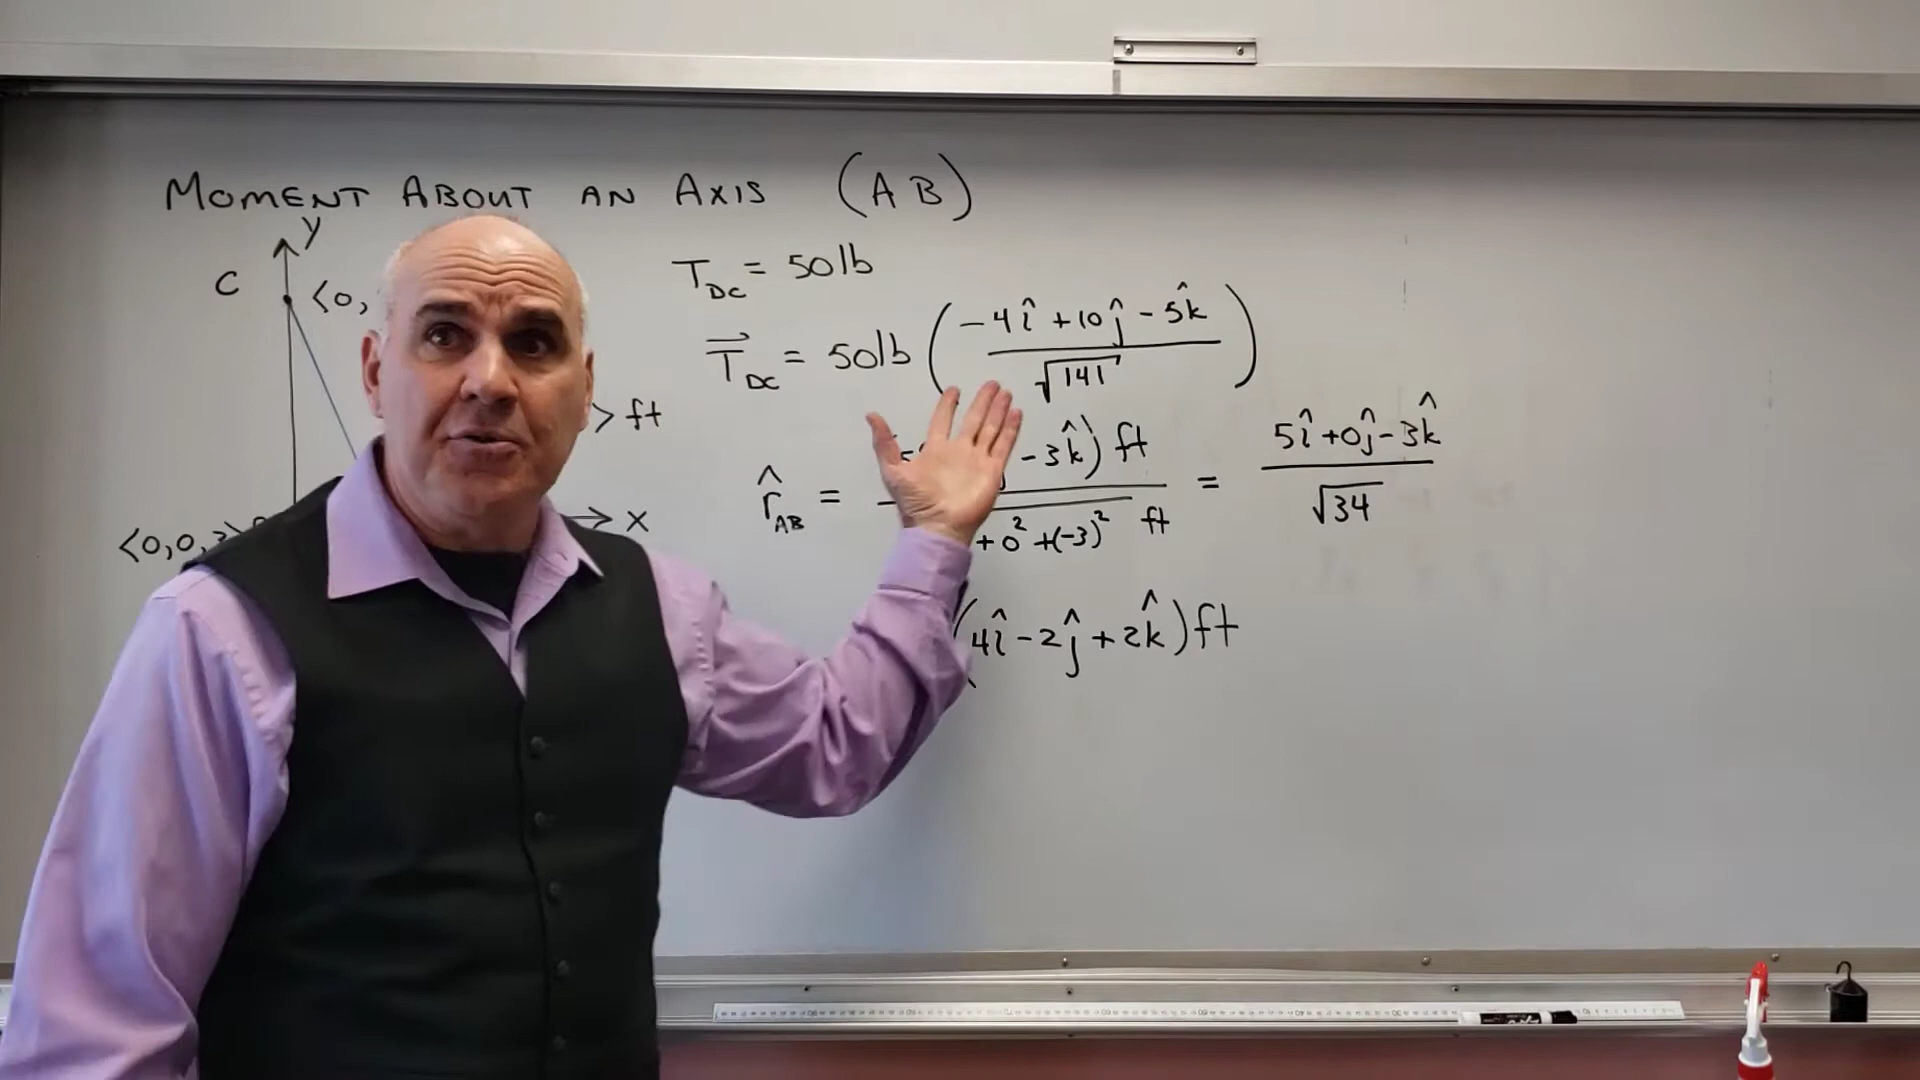 MOMENT ABOUT AN AXIS (AB)
y
C
<0,
> ft
x
<0,0,
T_DC = 50lb
T_DC = 50lb (-4î+10ĵ-5k̂ / √141)
r̂_AB = -3k̂) ft / +0²+(-3)² ft = 5î+0ĵ-3k̂ / √34
(4î-2ĵ+2k̂)ft